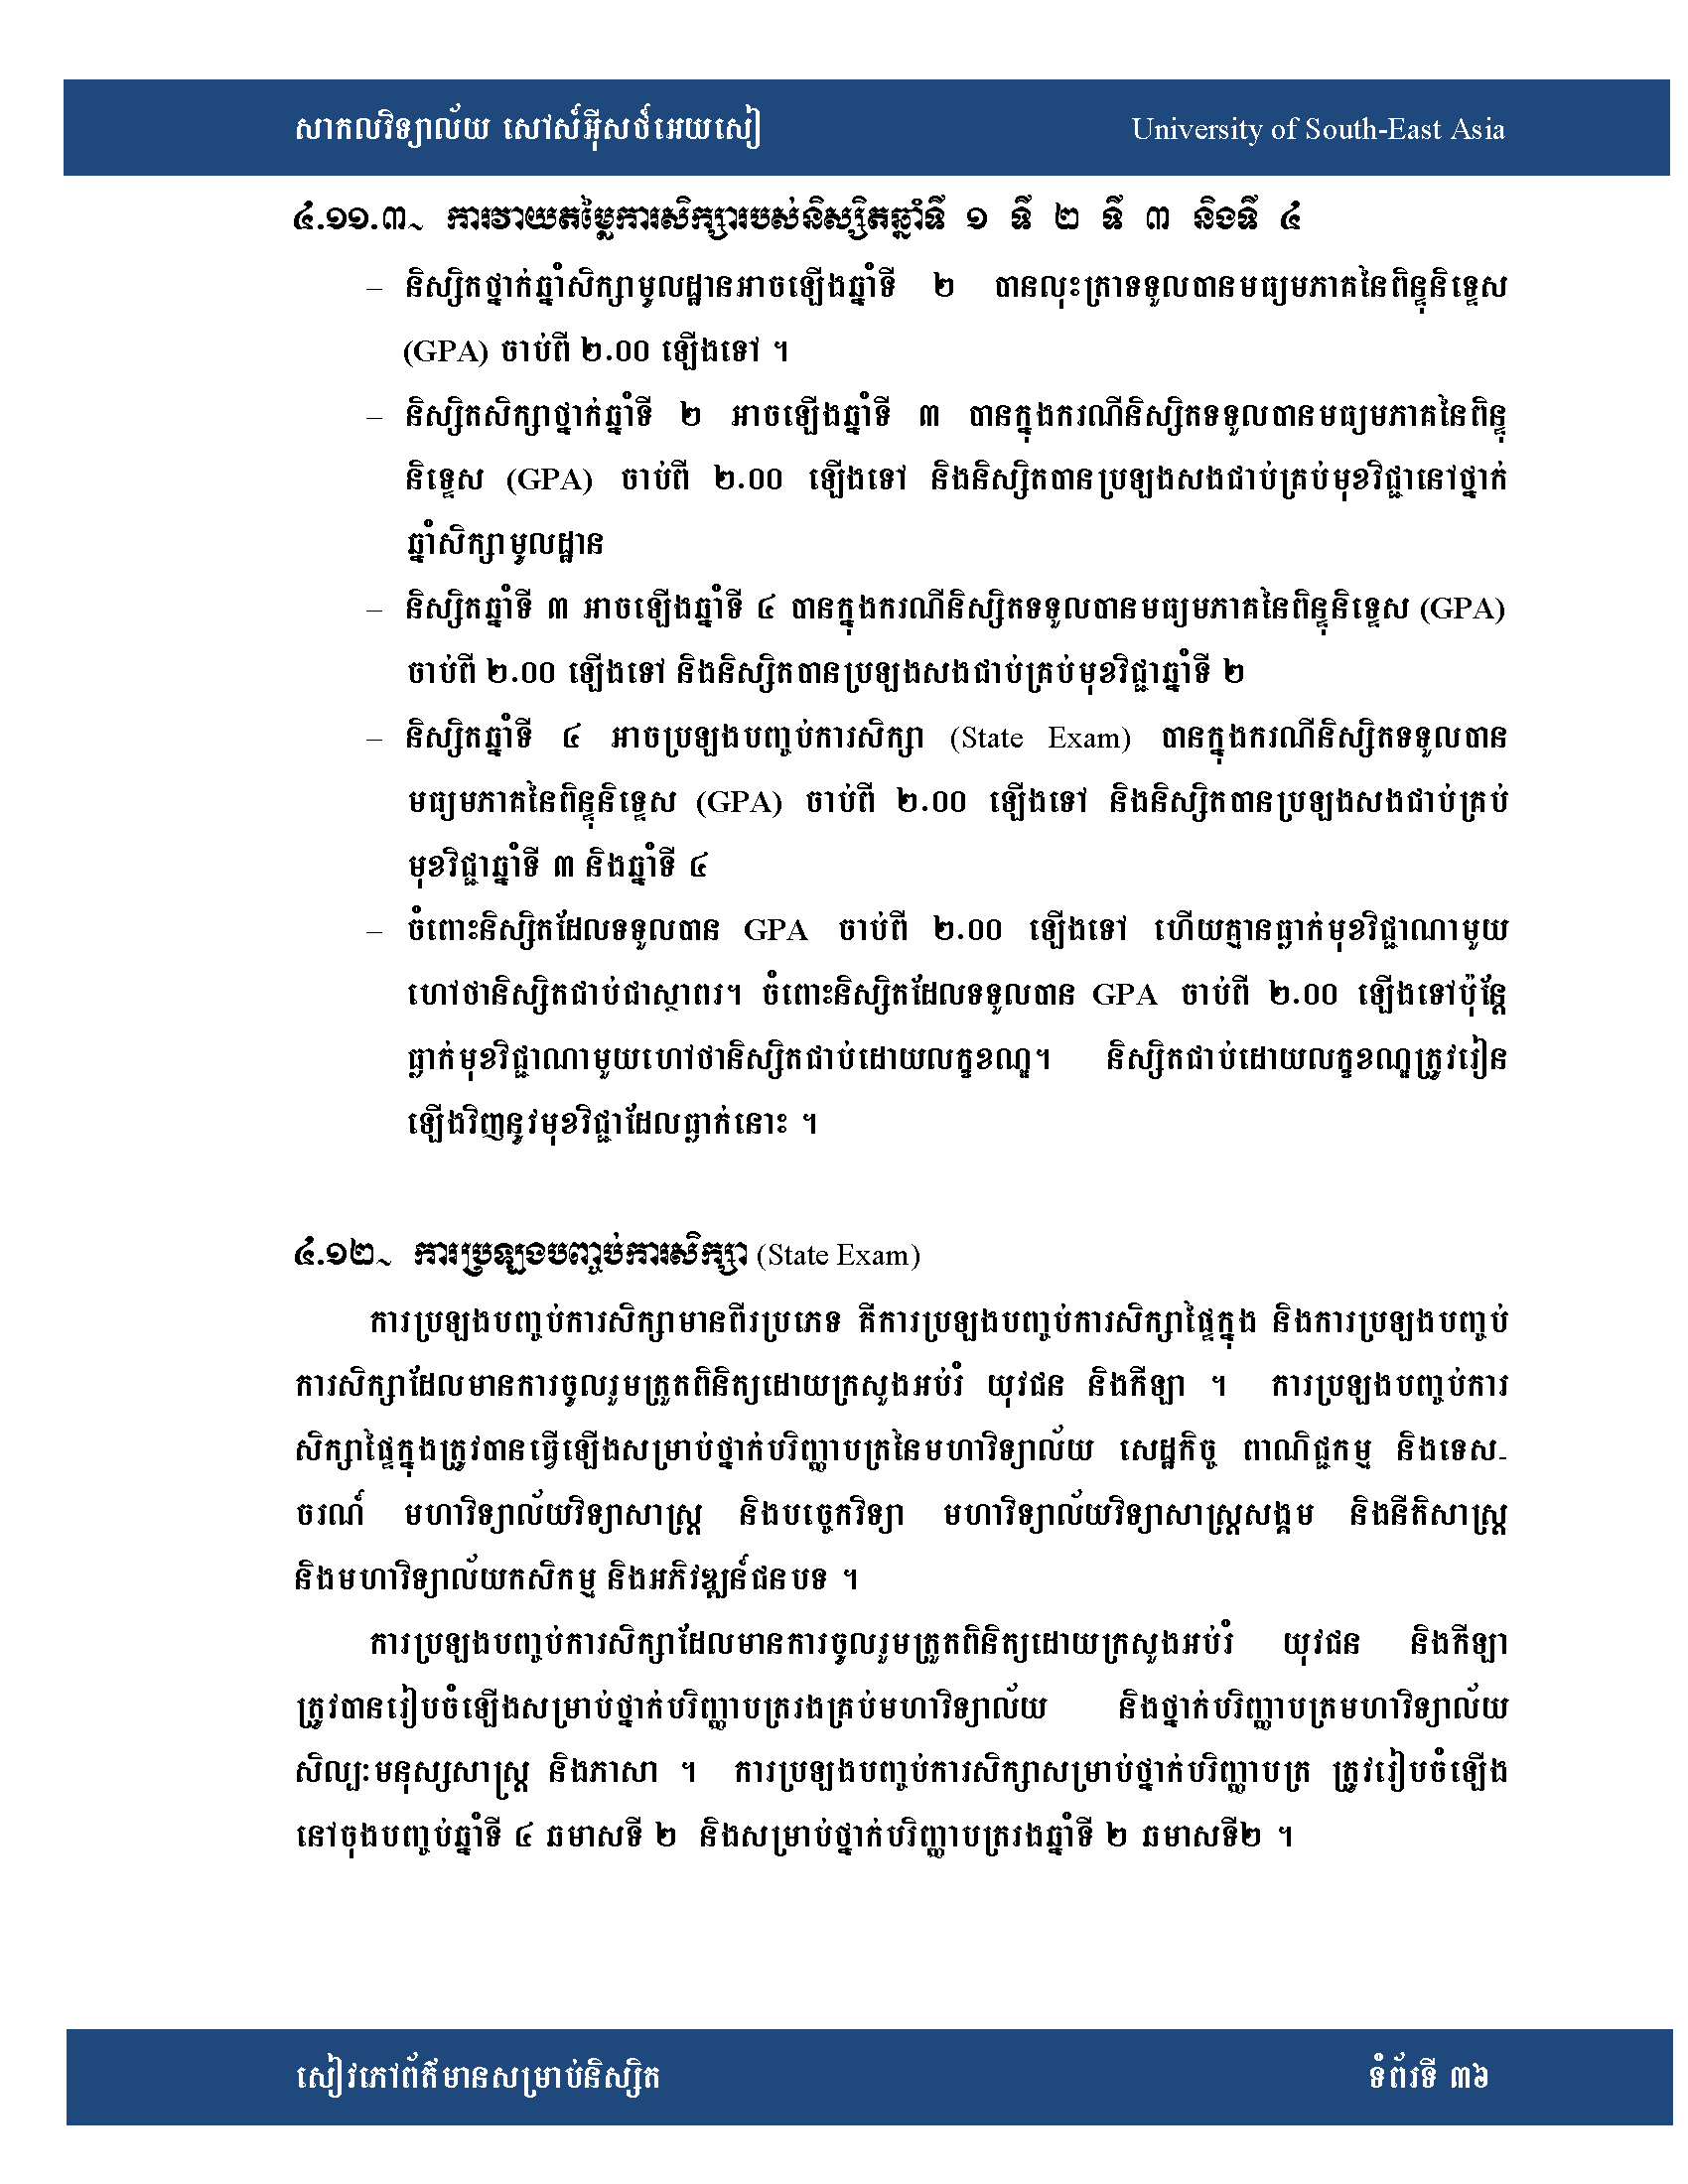 សាកលវិទ្យាល័យ សៅស៍អ៊ីសថ៍អេយសៀ University of South-East Asia
៤.១១.៣~ ការវាយតម្លៃការសិក្សារបស់និស្សិតឆ្នាំទី ១ ទី ២ ទី ៣ និងទី ៤
– និស្សិតថ្នាក់ឆ្នាំសិក្សាមូលដ្ឋានអាចឡើងឆ្នាំទី ២ បានលុះត្រាទទួលបានមធ្យមភាគនៃពិន្ទុនិទ្ទេស
(GPA) ចាប់ពី ២.00 ឡើងទៅ ។
– និស្សិតសិក្សាថ្នាក់ឆ្នាំទី ២ អាចឡើងឆ្នាំទី ៣ បានក្នុងករណីនិស្សិតទទួលបានមធ្យមភាគនៃពិន្ទុ
និទ្ទេស (GPA) ចាប់ពី ២.00 ឡើងទៅ និងនិស្សិតបានប្រឡងសងជាប់គ្រប់មុខវិជ្ជានៅថ្នាក់
ឆ្នាំសិក្សាមូលដ្ឋាន
– និស្សិតឆ្នាំទី ៣ អាចឡើងឆ្នាំទី ៤ បានក្នុងករណីនិស្សិតទទួលបានមធ្យមភាគនៃពិន្ទុនិទ្ទេស (GPA)
ចាប់ពី ២.00 ឡើងទៅ និងនិស្សិតបានប្រឡងសងជាប់គ្រប់មុខវិជ្ជាឆ្នាំទី ២
– និស្សិតឆ្នាំទី ៤ អាចប្រឡងបញ្ចប់ការសិក្សា (State Exam) បានក្នុងករណីនិស្សិតទទួលបាន
មធ្យមភាគនៃពិន្ទុនិទ្ទេស (GPA) ចាប់ពី ២.00 ឡើងទៅ និងនិស្សិតបានប្រឡងសងជាប់គ្រប់
មុខវិជ្ជាឆ្នាំទី ៣ និងឆ្នាំទី ៤
– ចំពោះនិស្សិតដែលទទួលបាន GPA ចាប់ពី ២.00 ឡើងទៅ ហើយគ្មានធ្លាក់មុខវិជ្ជាណាមួយ
ហៅថានិស្សិតជាប់ជាស្ថាពរ។ ចំពោះនិស្សិតដែលទទួលបាន GPA ចាប់ពី ២.00 ឡើងទៅប៉ុន្តែ
ធ្លាក់មុខវិជ្ជាណាមួយហៅថានិស្សិតជាប់ដោយលក្ខខណ្ឌ។ និស្សិតជាប់ដោយលក្ខខណ្ឌត្រូវរៀន
ឡើងវិញនូវមុខវិជ្ជាដែលធ្លាក់នោះ ។
៤.១២~ ការប្រឡងបញ្ចប់ការសិក្សា (State Exam)
ការប្រឡងបញ្ចប់ការសិក្សាមានពីរប្រភេទ គឺការប្រឡងបញ្ចប់ការសិក្សាផ្ទៃក្នុង និងការប្រឡងបញ្ចប់
ការសិក្សាដែលមានការចូលរួមត្រួតពិនិត្យដោយក្រសួងអប់រំ យុវជន និងកីឡា ។ ការប្រឡងបញ្ចប់ការ
សិក្សាផ្ទៃក្នុងត្រូវបានធ្វើឡើងសម្រាប់ថ្នាក់បរិញ្ញាបត្រនៃមហាវិទ្យាល័យ សេដ្ឋកិច្ច ពាណិជ្ជកម្ម និងទេស-
ចរណ៍ មហាវិទ្យាល័យវិទ្យាសាស្ត្រ និងបច្ចេកវិទ្យា មហាវិទ្យាល័យវិទ្យាសាស្ត្រសង្គម និងនីតិសាស្ត្រ
និងមហាវិទ្យាល័យកសិកម្ម និងអភិវឌ្ឍន៍ជនបទ ។
ការប្រឡងបញ្ចប់ការសិក្សាដែលមានការចូលរួមត្រួតពិនិត្យដោយក្រសួងអប់រំ យុវជន និងកីឡា
ត្រូវបានរៀបចំឡើងសម្រាប់ថ្នាក់បរិញ្ញាបត្ររងគ្រប់មហាវិទ្យាល័យ និងថ្នាក់បរិញ្ញាបត្រមហាវិទ្យាល័យ
សិល្បៈមនុស្សសាស្ត្រ និងភាសា ។ ការប្រឡងបញ្ចប់ការសិក្សាសម្រាប់ថ្នាក់បរិញ្ញាបត្រ ត្រូវរៀបចំឡើង
នៅចុងបញ្ចប់ឆ្នាំទី ៤ ឆមាសទី ២ និងសម្រាប់ថ្នាក់បរិញ្ញាបត្ររងឆ្នាំទី ២ ឆមាសទី២ ។
សៀវភៅព័ត៌មានសម្រាប់និស្សិត ទំព័រទី ៣៦